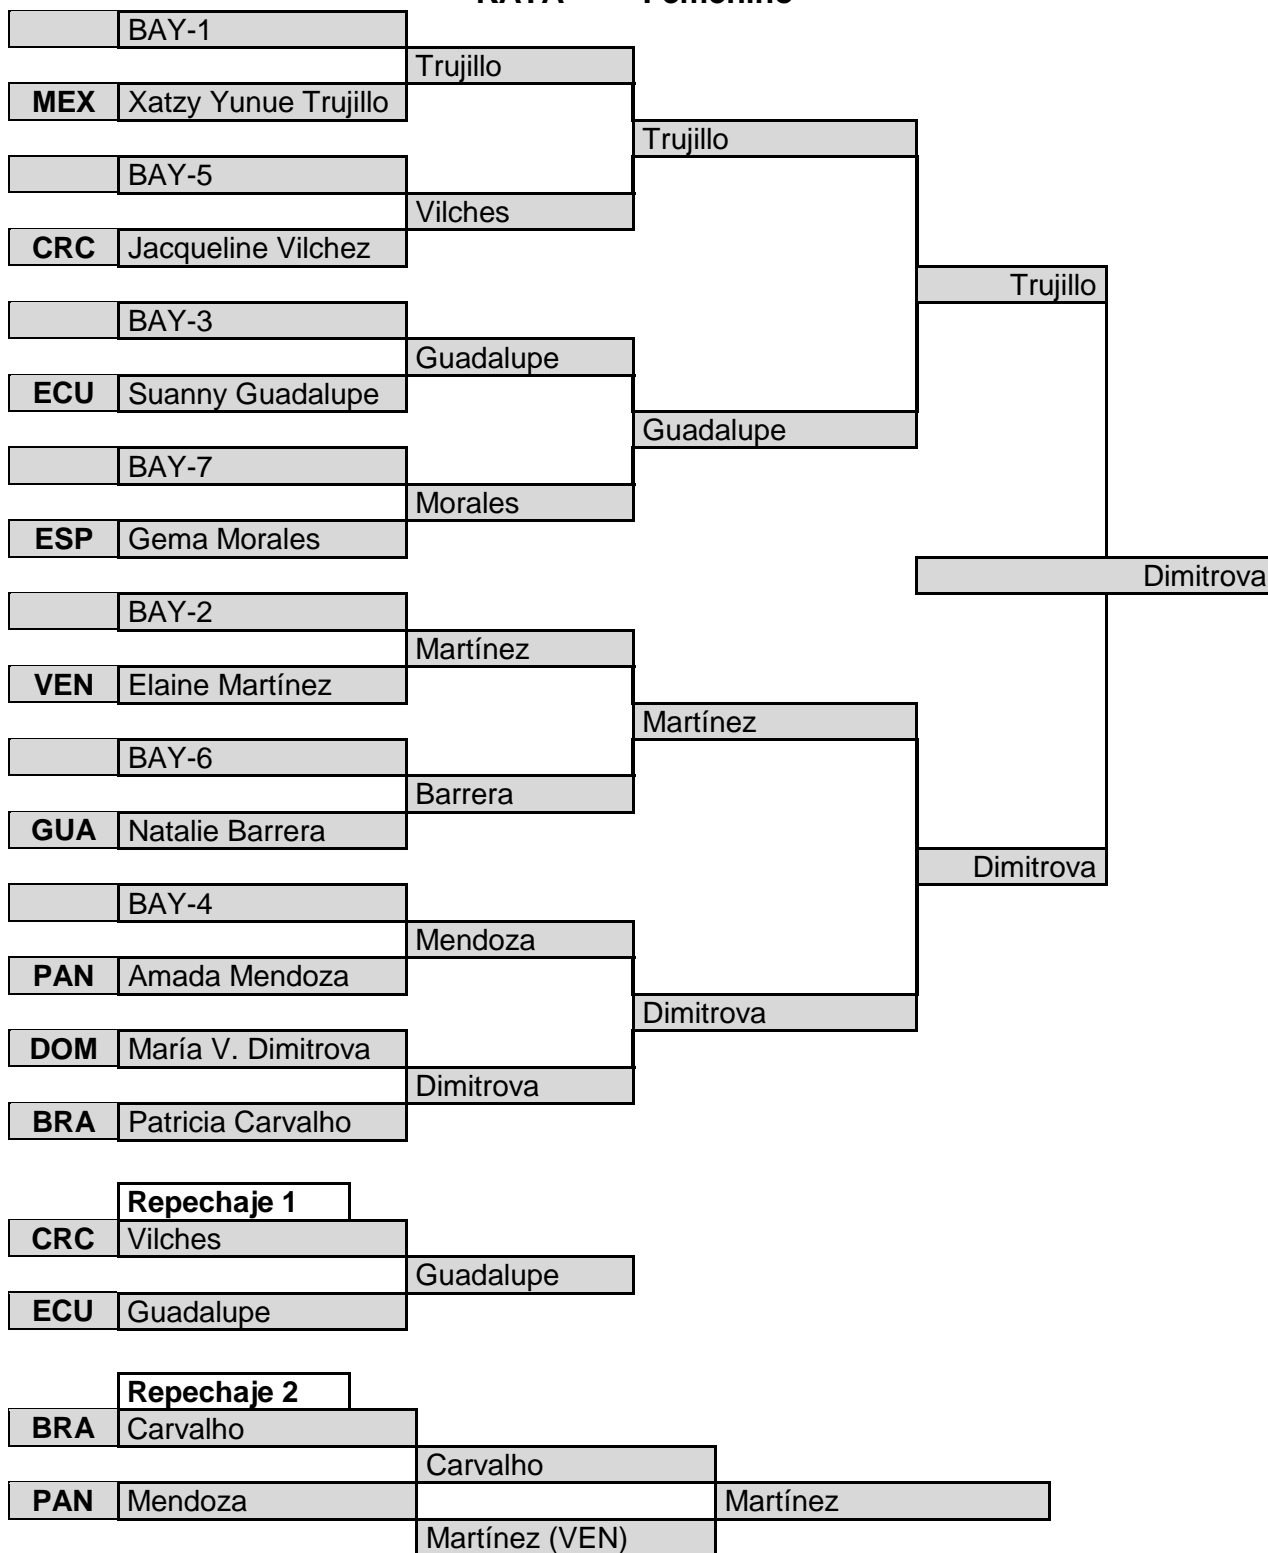 BAY-1
Trujillo
MEX Xatzy Yunue Trujillo
Trujillo
BAY-5
Vilches
CRC Jacqueline Vilchez
Trujillo
BAY-3
Guadalupe
ECU Suanny Guadalupe
Guadalupe
BAY-7
Morales
ESP Gema Morales
Dimitrova
BAY-2
Martínez
VEN Elaine Martínez
Martínez
BAY-6
Barrera
GUA Natalie Barrera
Dimitrova
BAY-4
Mendoza
PAN Amada Mendoza
Dimitrova
DOM María V. Dimitrova
Dimitrova
BRA Patricia Carvalho
Repechaje 1
CRC Vilches
Guadalupe
ECU Guadalupe
Repechaje 2
BRA Carvalho
Carvalho
PAN Mendoza Martínez
Martínez (VEN)